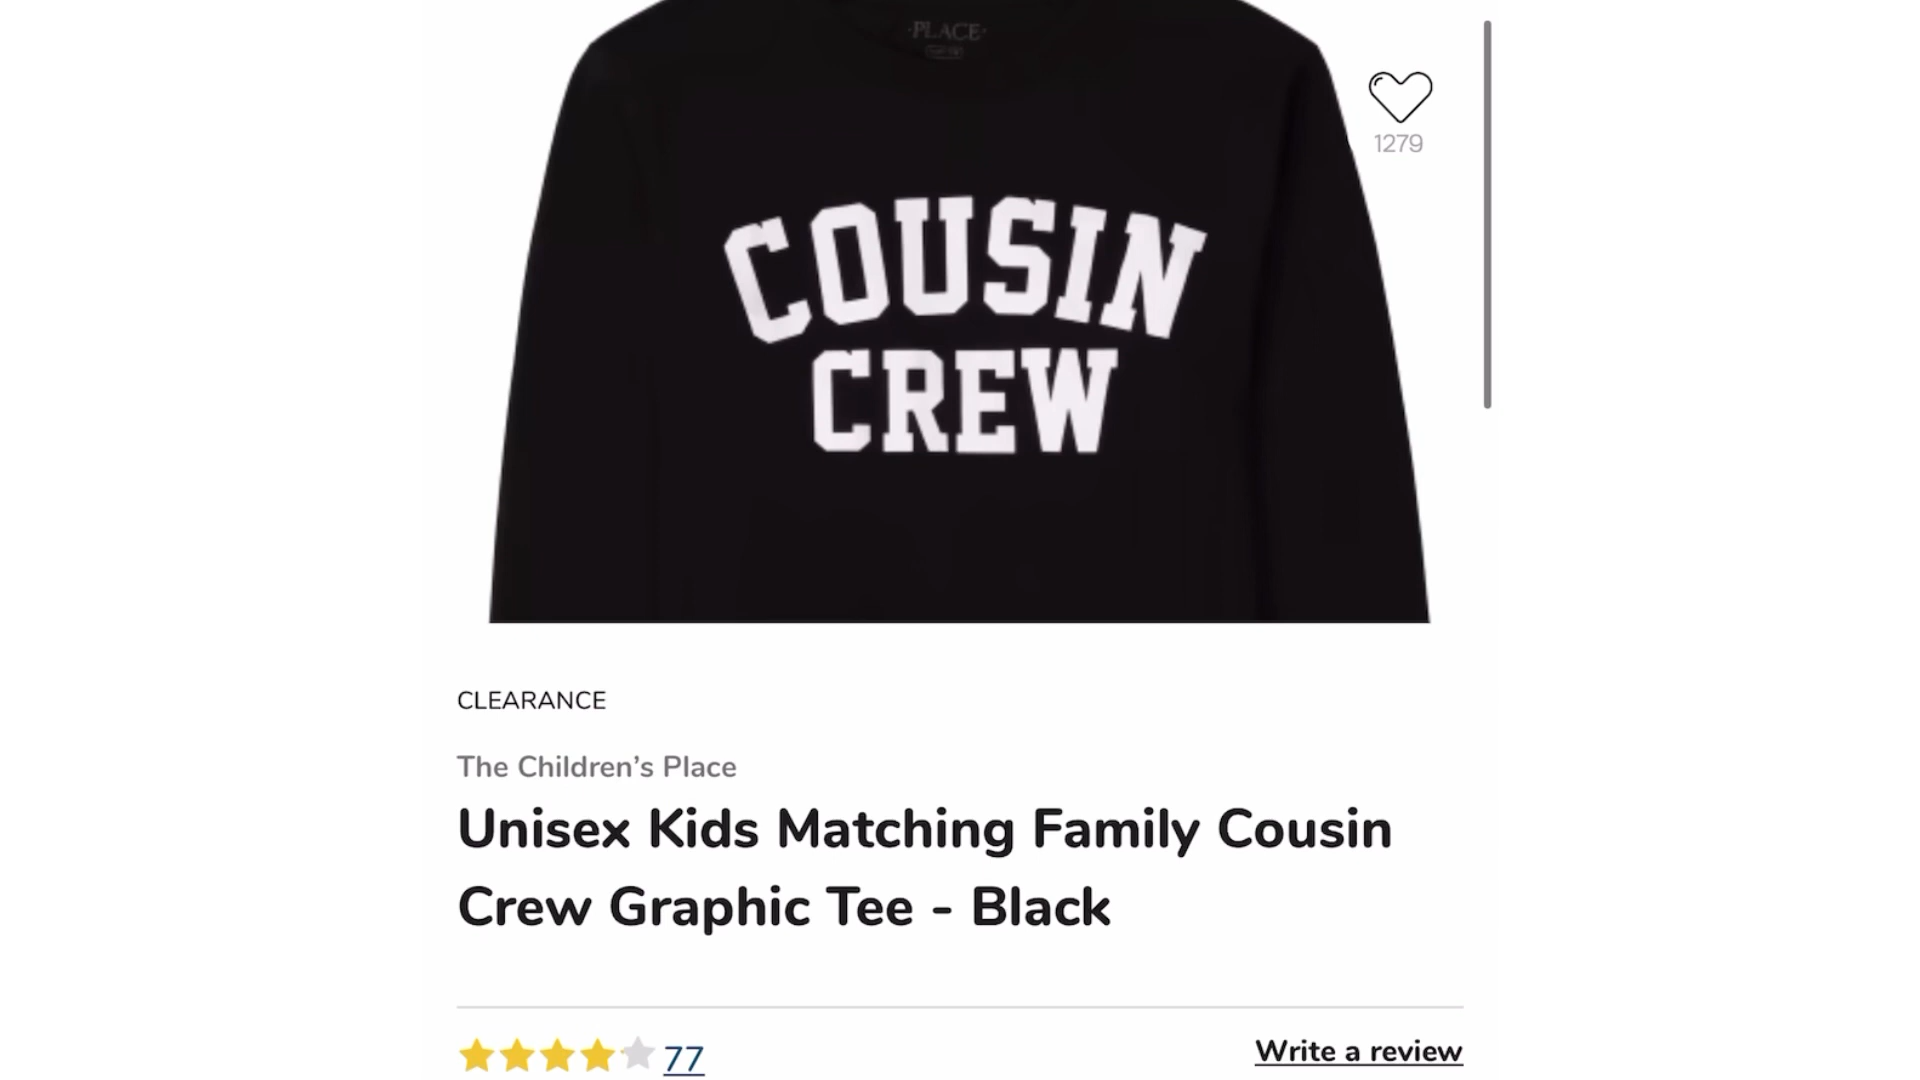 PLACE
1279
COUSIN
CREW
CLEARANCE
The Children’s Place
Unisex Kids Matching Family Cousin
Crew Graphic Tee - Black
77
Write a review